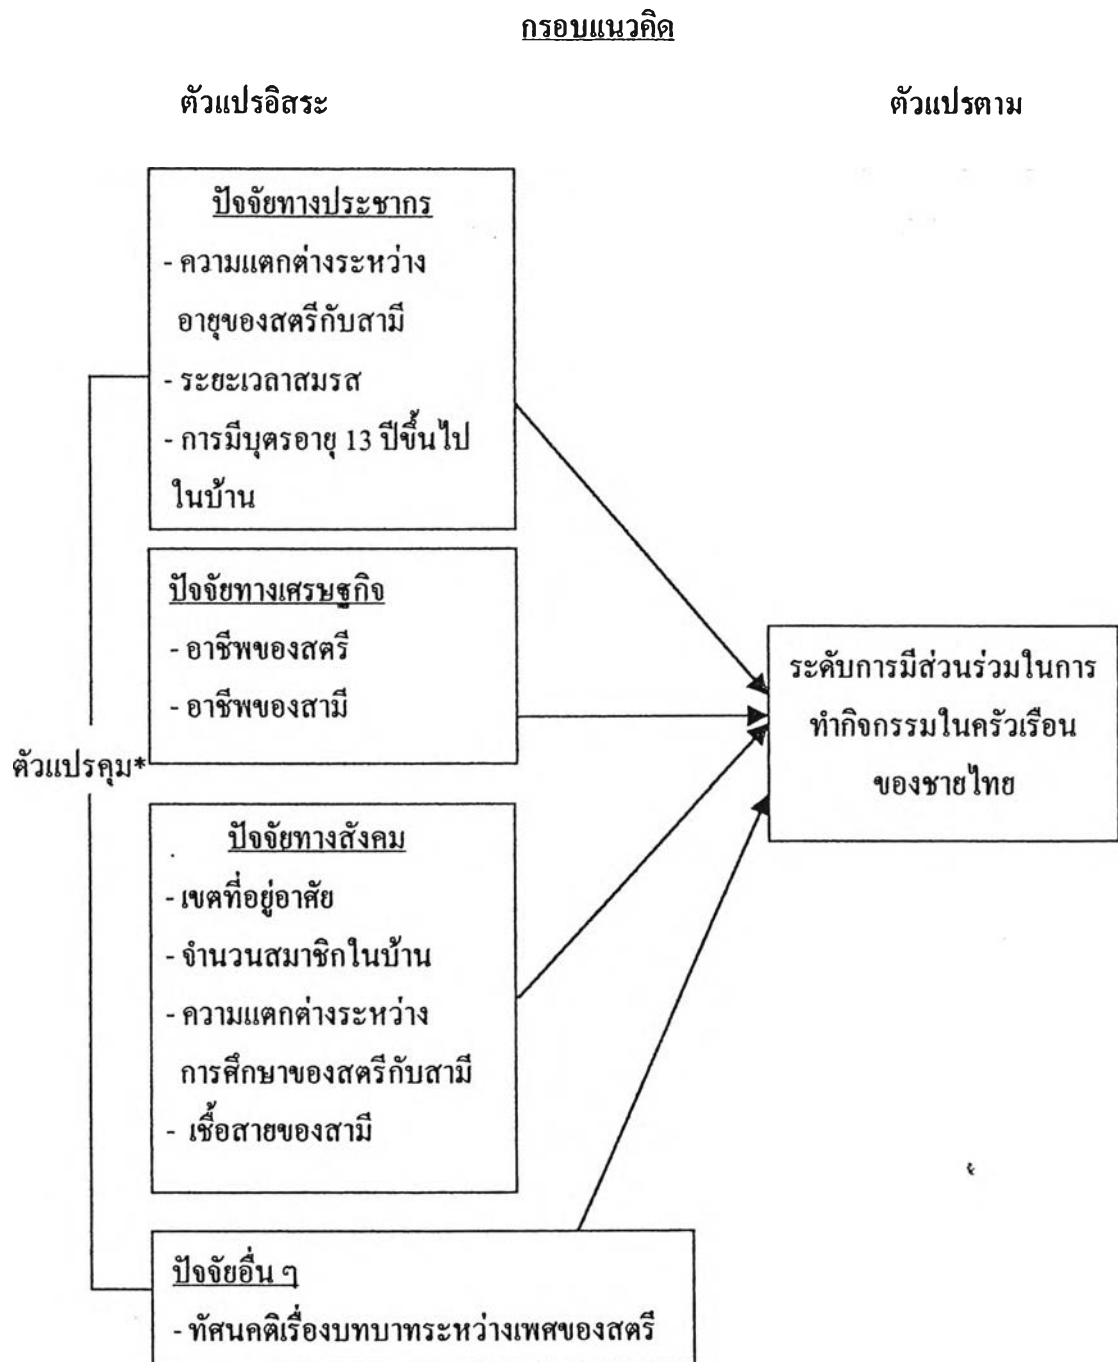 กรอบแนวคิด
ตัวแปรอิสระ
ตัวแปรตาม
ปัจจัยทางประชากร
- ความแตกต่างระหว่าง
อายุของสตรีกับสามี
- ระยะเวลาสมรส
- การมีบุตรอายุ 13 ปีขึ้นไป
ในบ้าน
ปัจจัยทางเศรษฐกิจ
- อาชีพของสตรี
- อาชีพของสามี
ตัวแปรคุม*
ปัจจัยทางสังคม
- เขตที่อยู่อาศัย
- จำนวนสมาชิกในบ้าน
- ความแตกต่างระหว่าง
การศึกษาของสตรีกับสามี
- เชื้อสายของสามี
ปัจจัยอื่น ๆ
- ทัศนคติเรื่องบทบาทระหว่างเพศของสตรี
ระดับการมีส่วนร่วมในการ
ทำกิจกรรมในครัวเรือน
ของชายไทย